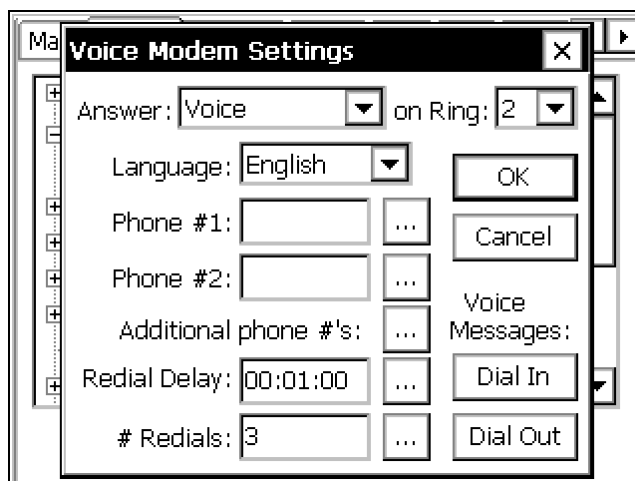 Ma
Voice Modem Settings
Answer: Voice on Ring: 2
Language: English
OK
Phone #1: ...
Cancel
Phone #2: ...
Voice
Messages:
Additional phone #'s: ...
Redial Delay: 00:01:00 ...
Dial In
# Redials: 3 ...
Dial Out